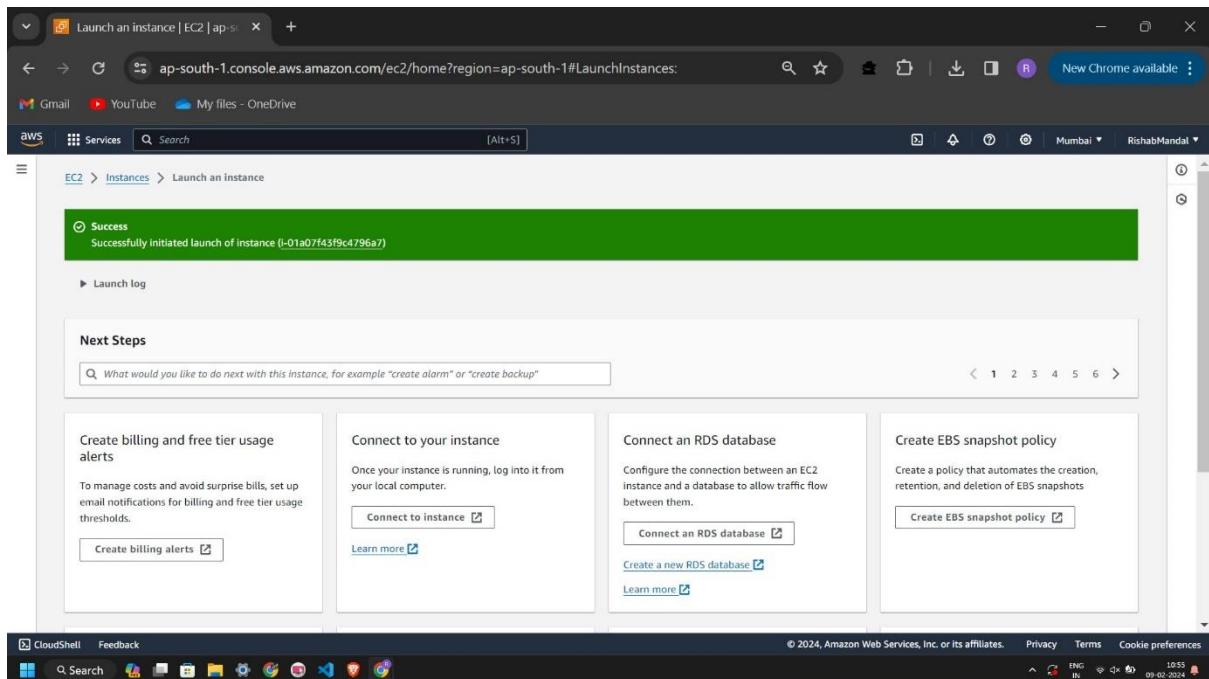 Launch an instance | EC2 | ap-s
ap-south-1.console.aws.amazon.com/ec2/home?region=ap-south-1#LaunchInstances:
R
New Chrome available
Gmail
YouTube
My files - OneDrive
aws
Services
Search
[Alt+S]
Mumbai
RishabMandal
EC2 > Instances > Launch an instance
Success
Successfully initiated launch of instance (i-01a07f43f9c4796a7)
Launch log
Next Steps
What would you like to do next with this instance, for example "create alarm" or "create backup"
1 2 3 4 5 6
Create billing and free tier usage
alerts
To manage costs and avoid surprise bills, set up
email notifications for billing and free tier usage
thresholds.
Create billing alerts
Connect to your instance
Once your instance is running, log into it from
your local computer.
Connect to instance
Learn more
Connect an RDS database
Configure the connection between an EC2
instance and a database to allow traffic flow
between them.
Connect an RDS database
Create a new RDS database
Learn more
Create EBS snapshot policy
Create a policy that automates the creation,
retention, and deletion of EBS snapshots
Create EBS snapshot policy
CloudShell
Feedback
© 2024, Amazon Web Services, Inc. or its affiliates.
Privacy
Terms
Cookie preferences
Search
ENG
IN
10:55
09-02-2024